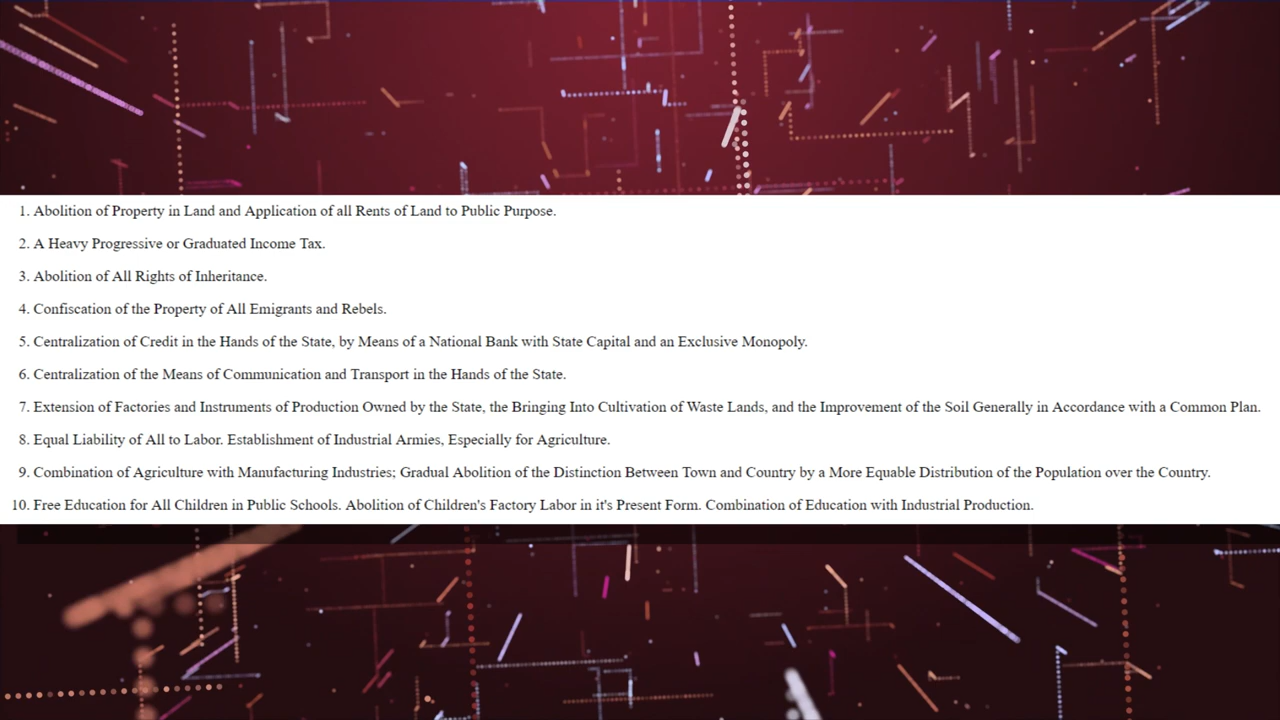 1. Abolition of Property in Land and Application of all Rents of Land to Public Purpose.
2. A Heavy Progressive or Graduated Income Tax.
3. Abolition of All Rights of Inheritance.
4. Confiscation of the Property of All Emigrants and Rebels.
5. Centralization of Credit in the Hands of the State, by Means of a National Bank with State Capital and an Exclusive Monopoly.
6. Centralization of the Means of Communication and Transport in the Hands of the State.
7. Extension of Factories and Instruments of Production Owned by the State, the Bringing Into Cultivation of Waste Lands, and the Improvement of the Soil Generally in Accordance with a Common Plan.
8. Equal Liability of All to Labor. Establishment of Industrial Armies, Especially for Agriculture.
9. Combination of Agriculture with Manufacturing Industries; Gradual Abolition of the Distinction Between Town and Country by a More Equable Distribution of the Population over the Country.
10. Free Education for All Children in Public Schools. Abolition of Children's Factory Labor in it's Present Form. Combination of Education with Industrial Production.